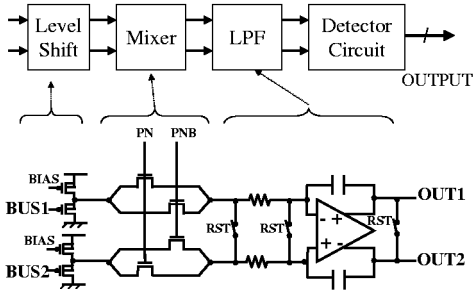 Level
Shift
Mixer
LPF
Detector
Circuit
OUTPUT
PN
PNB
BIAS
BUS1
BIAS
BUS2
RST
RST
RST
OUT1
OUT2
+ -
+ -